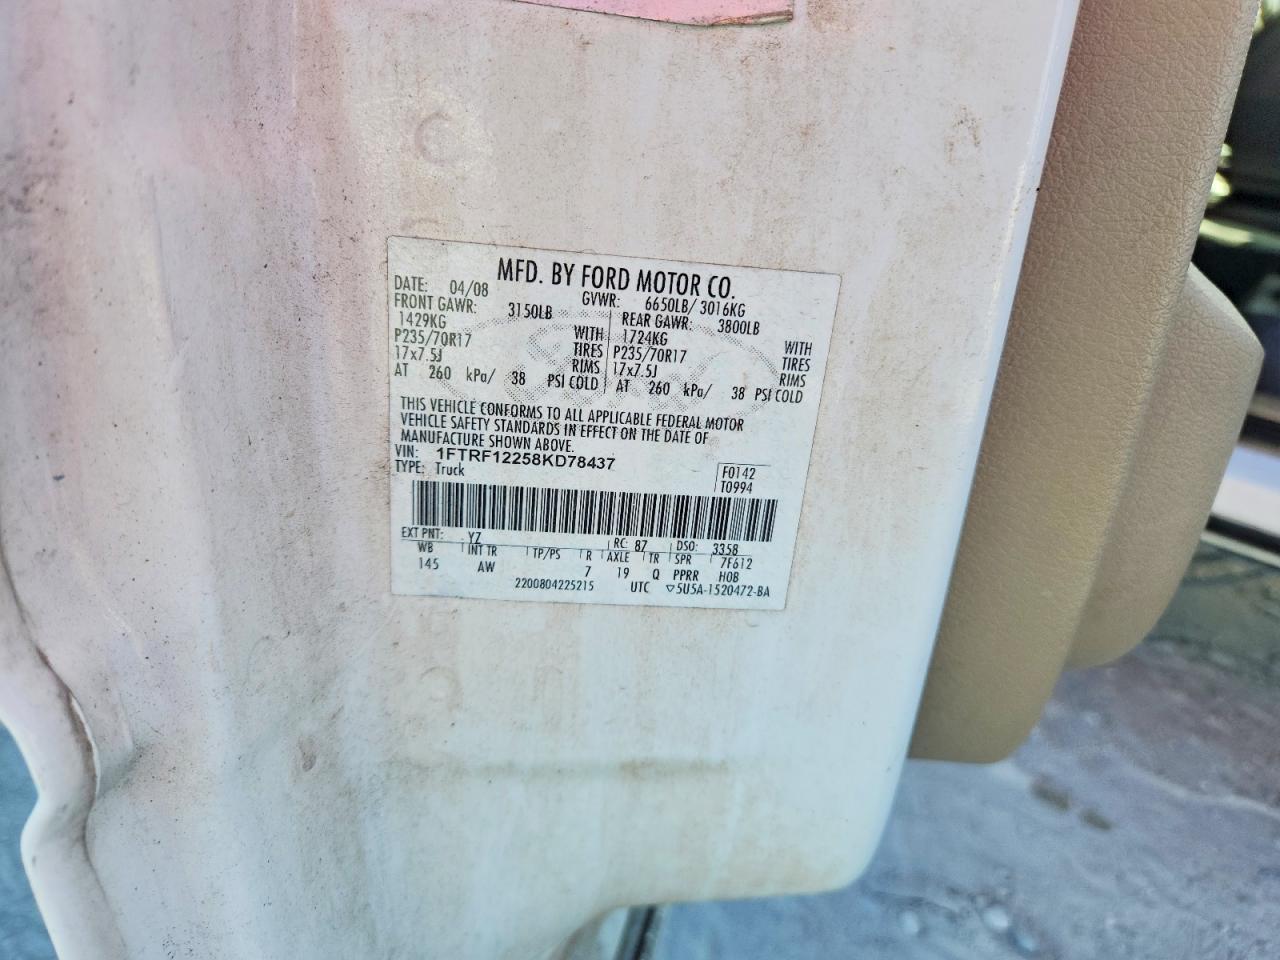 MFD. BY FORD MOTOR CO.
DATE: 04/08 GVWR: 6650LB/ 3016KG
FRONT GAWR: 3150LB REAR GAWR: 3800LB
1429KG WITH 1724KG WITH
P235/70R17 TIRES P235/70R17 TIRES
17x7.5J RIMS 17x7.5J RIMS
AT 260 kPa/ 38 PSI COLD AT 260 kPa/ 38 PSI COLD
THIS VEHICLE CONFORMS TO ALL APPLICABLE FEDERAL MOTOR
VEHICLE SAFETY STANDARDS IN EFFECT ON THE DATE OF
MANUFACTURE SHOWN ABOVE.
VIN: 1FTRF12258KD78437
TYPE: Truck
F0142
T0994
EXT PNT: YZ RC: 87 DSO: 3358
WB INT TR TP/PS R AXLE TR SPR 7F612
145 AW 7 19 Q PPRR H0B
2200804225215 UTC ▽5U5A-1520472-BA
Ford